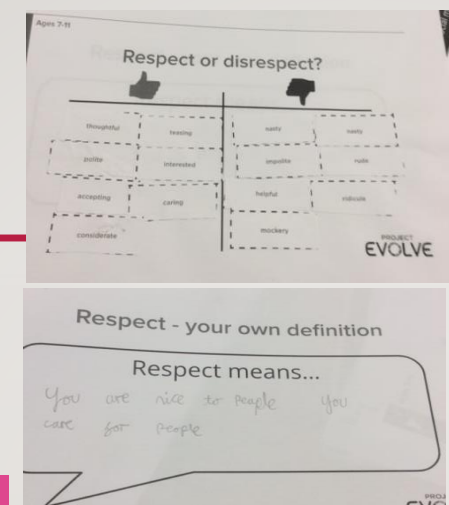 Ages 7-11
Respect or disrespect?
thoughtful teasing nasty nasty
polite interested impolite rude
accepting caring helpful ridicule
considerate mockery
PROJECT
EVOLVE
Respect - your own definition
Respect means...
You are nice to people You
care for people
PROJ